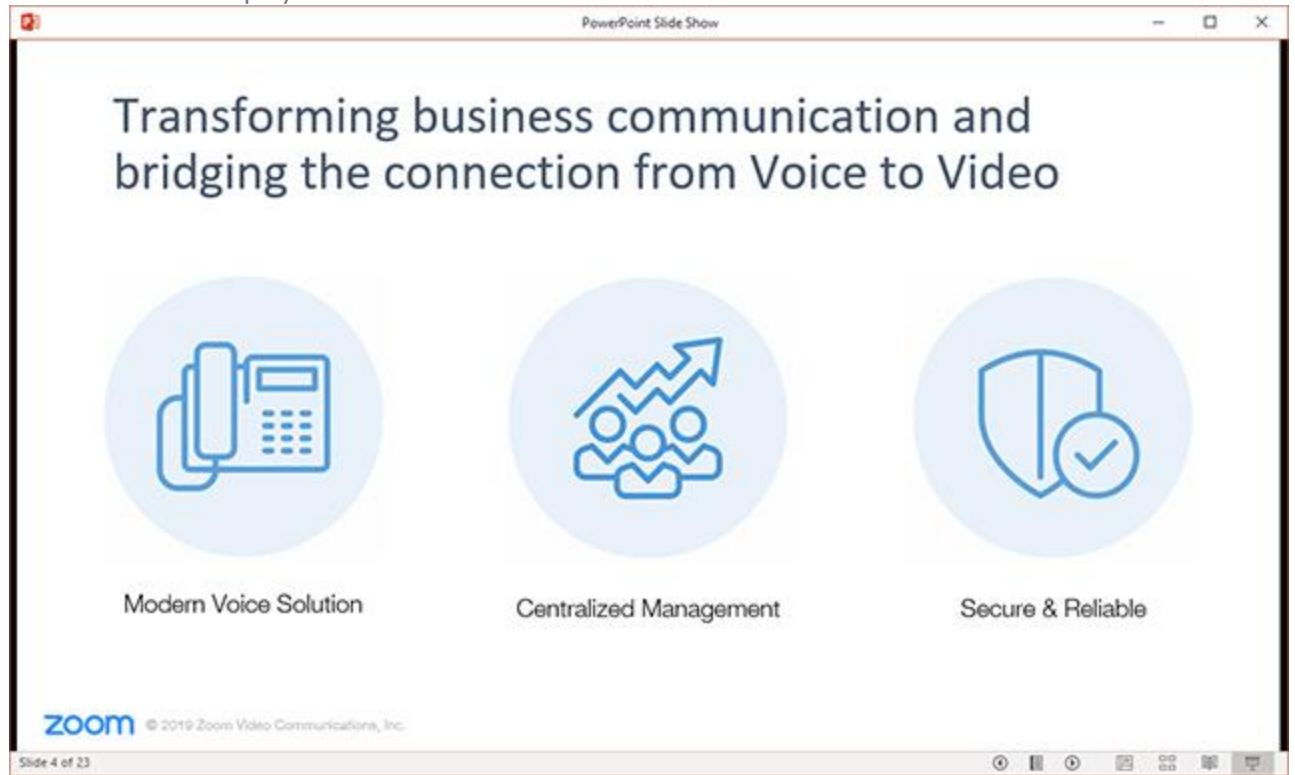 PowerPoint Slide Show
Transforming business communication and
bridging the connection from Voice to Video
Modern Voice Solution
Centralized Management
Secure & Reliable
zoom © 2019 Zoom Video Communications, Inc.
Slide 4 of 23